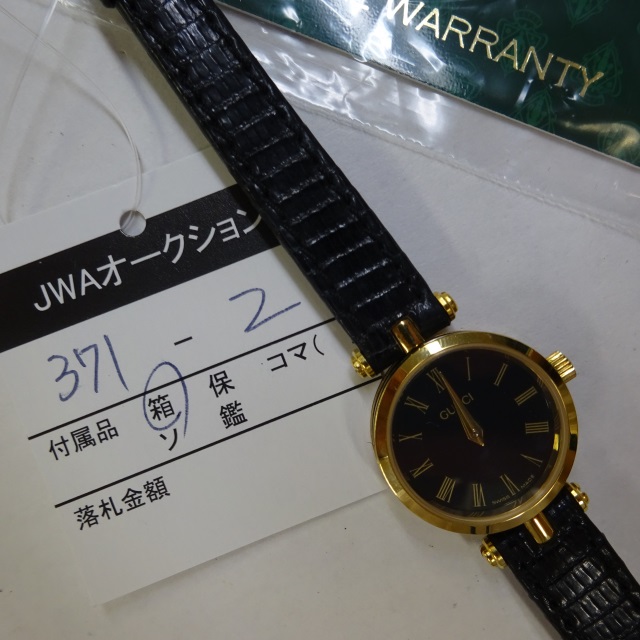 WARRANTY
JWAオークション
371-2
付属品 箱 保 コマ(
ソ 鑑
落札金額
GUCCI